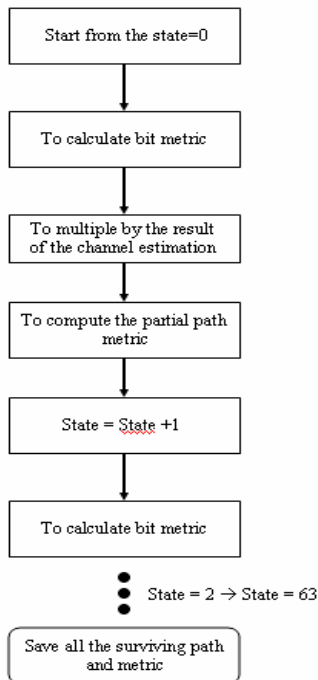 Start from the state=0
To calculate bit metric
To multiple by the result
of the channel estimation
To compute the partial path
metric
State = State +1
To calculate bit metric
State = 2 → State = 63
Save all the surviving path
and metric